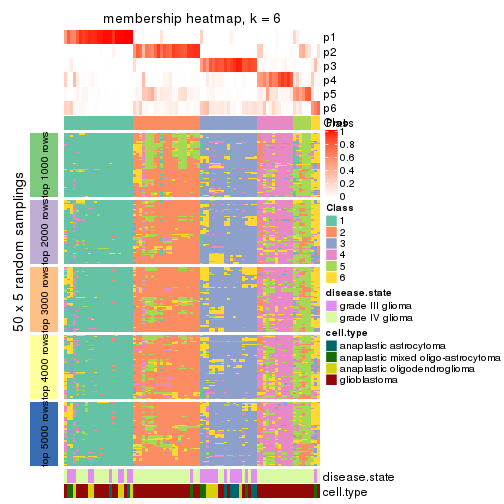 membership heatmap, k = 6
p1
p2
p3
p4
p5
p6
Class
Prob
1
0.8
0.6
0.4
0.2
0
Class
1
2
3
4
5
6
disease.state
grade III glioma
grade IV glioma
cell.type
anaplastic astrocytoma
anaplastic mixed oligo-astrocytoma
anaplastic oligodendroglioma
glioblastoma
50 x 5 random samplings
top 1000 rows
top 2000 rows
top 3000 rows
top 4000 rows
top 5000 rows
disease.state
cell.type